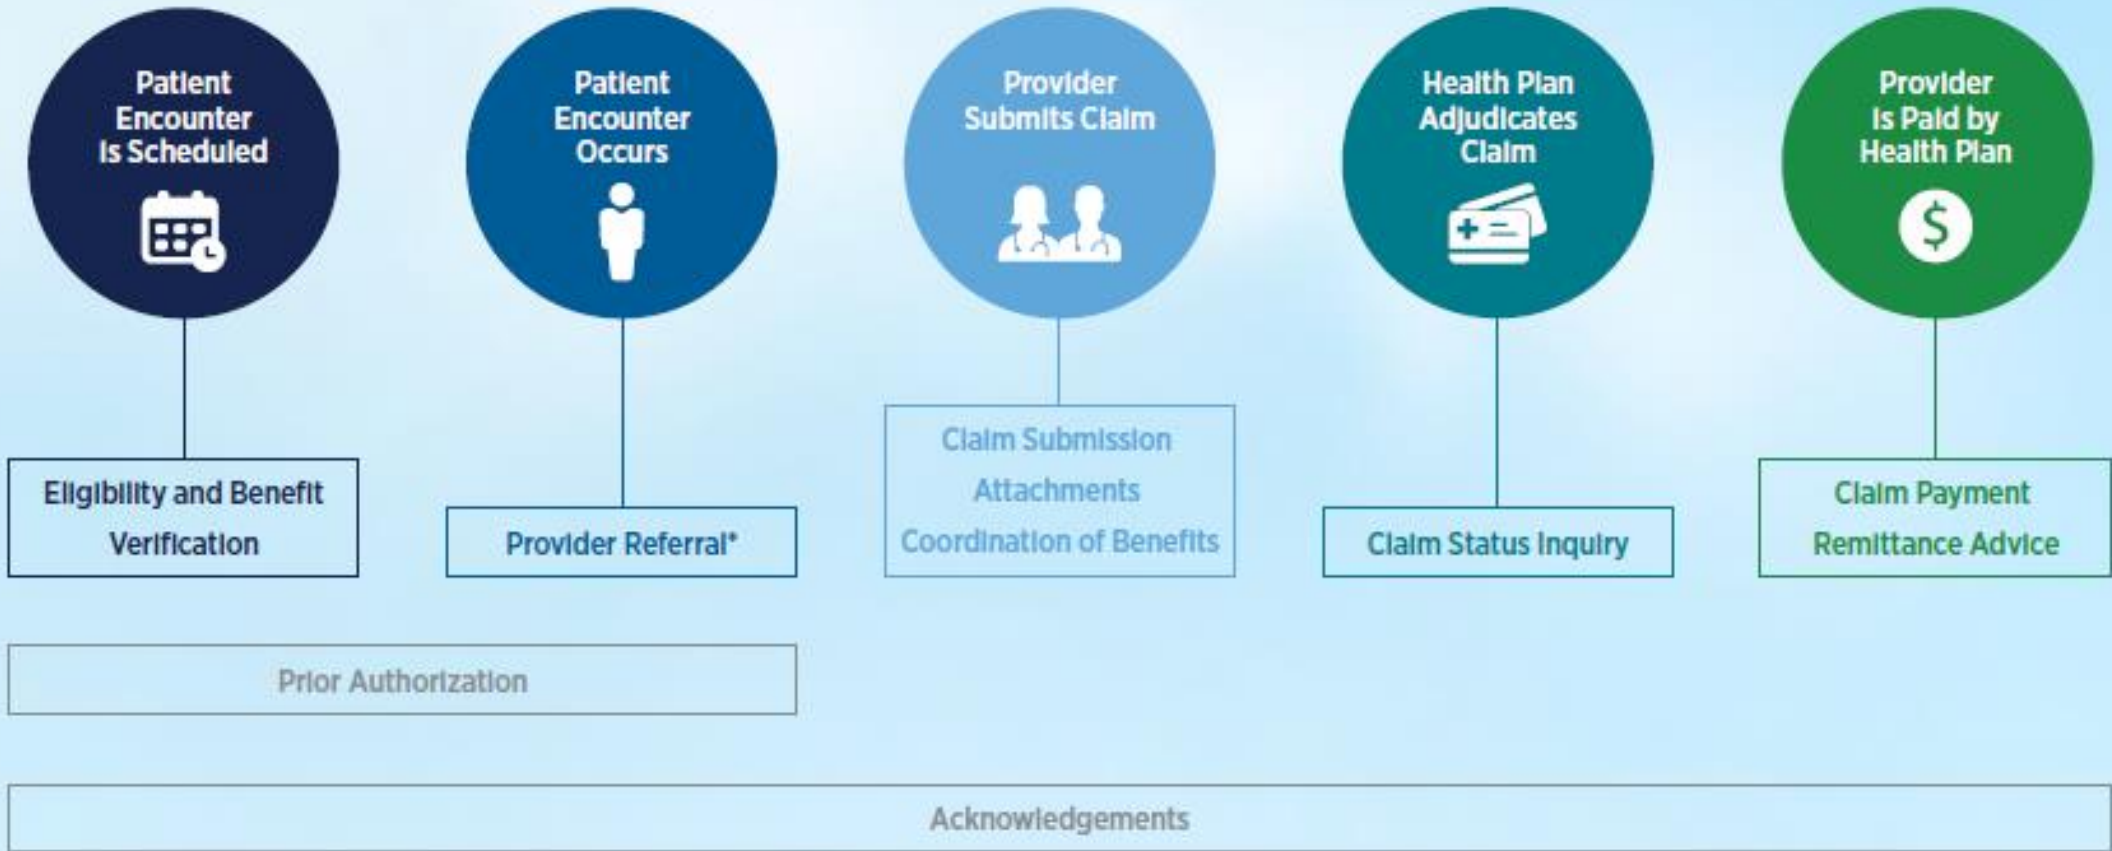 Patient
Encounter
Is Scheduled
Patient
Encounter
Occurs
Provider
Submits Claim
Health Plan
Adjudicates
Claim
Provider
Is Paid by
Health Plan
$
Eligibility and Benefit
Verification
Provider Referral*
Claim Submission
Attachments
Coordination of Benefits
Claim Status Inquiry
Claim Payment
Remittance Advice
Prior Authorization
Acknowledgements